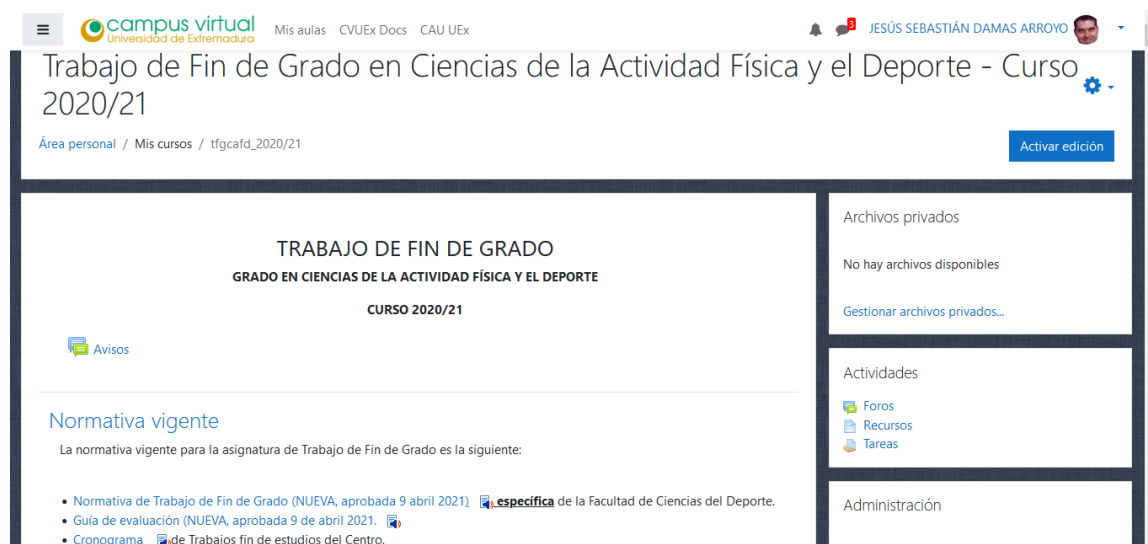 campus virtual
Universidad de Extremadura
Mis aulas CVUEx Docs CAU UEx
3
JESÚS SEBASTIÁN DAMAS ARROYO
Trabajo de Fin de Grado en Ciencias de la Actividad Física y el Deporte - Curso
2020/21
Área personal / Mis cursos / tfgcafd_2020/21
Activar edición
TRABAJO DE FIN DE GRADO
GRADO EN CIENCIAS DE LA ACTIVIDAD FÍSICA Y EL DEPORTE
CURSO 2020/21
Avisos
Normativa vigente
La normativa vigente para la asignatura de Trabajo de Fin de Grado es la siguiente:
• Normativa de Trabajo de Fin de Grado (NUEVA, aprobada 9 abril 2021) específica de la Facultad de Ciencias del Deporte.
• Guía de evaluación (NUEVA, aprobada 9 de abril 2021.
• Cronograma de Trabajos fin de estudios del Centro.
Archivos privados
No hay archivos disponibles
Gestionar archivos privados...
Actividades
Foros
Recursos
Tareas
Administración